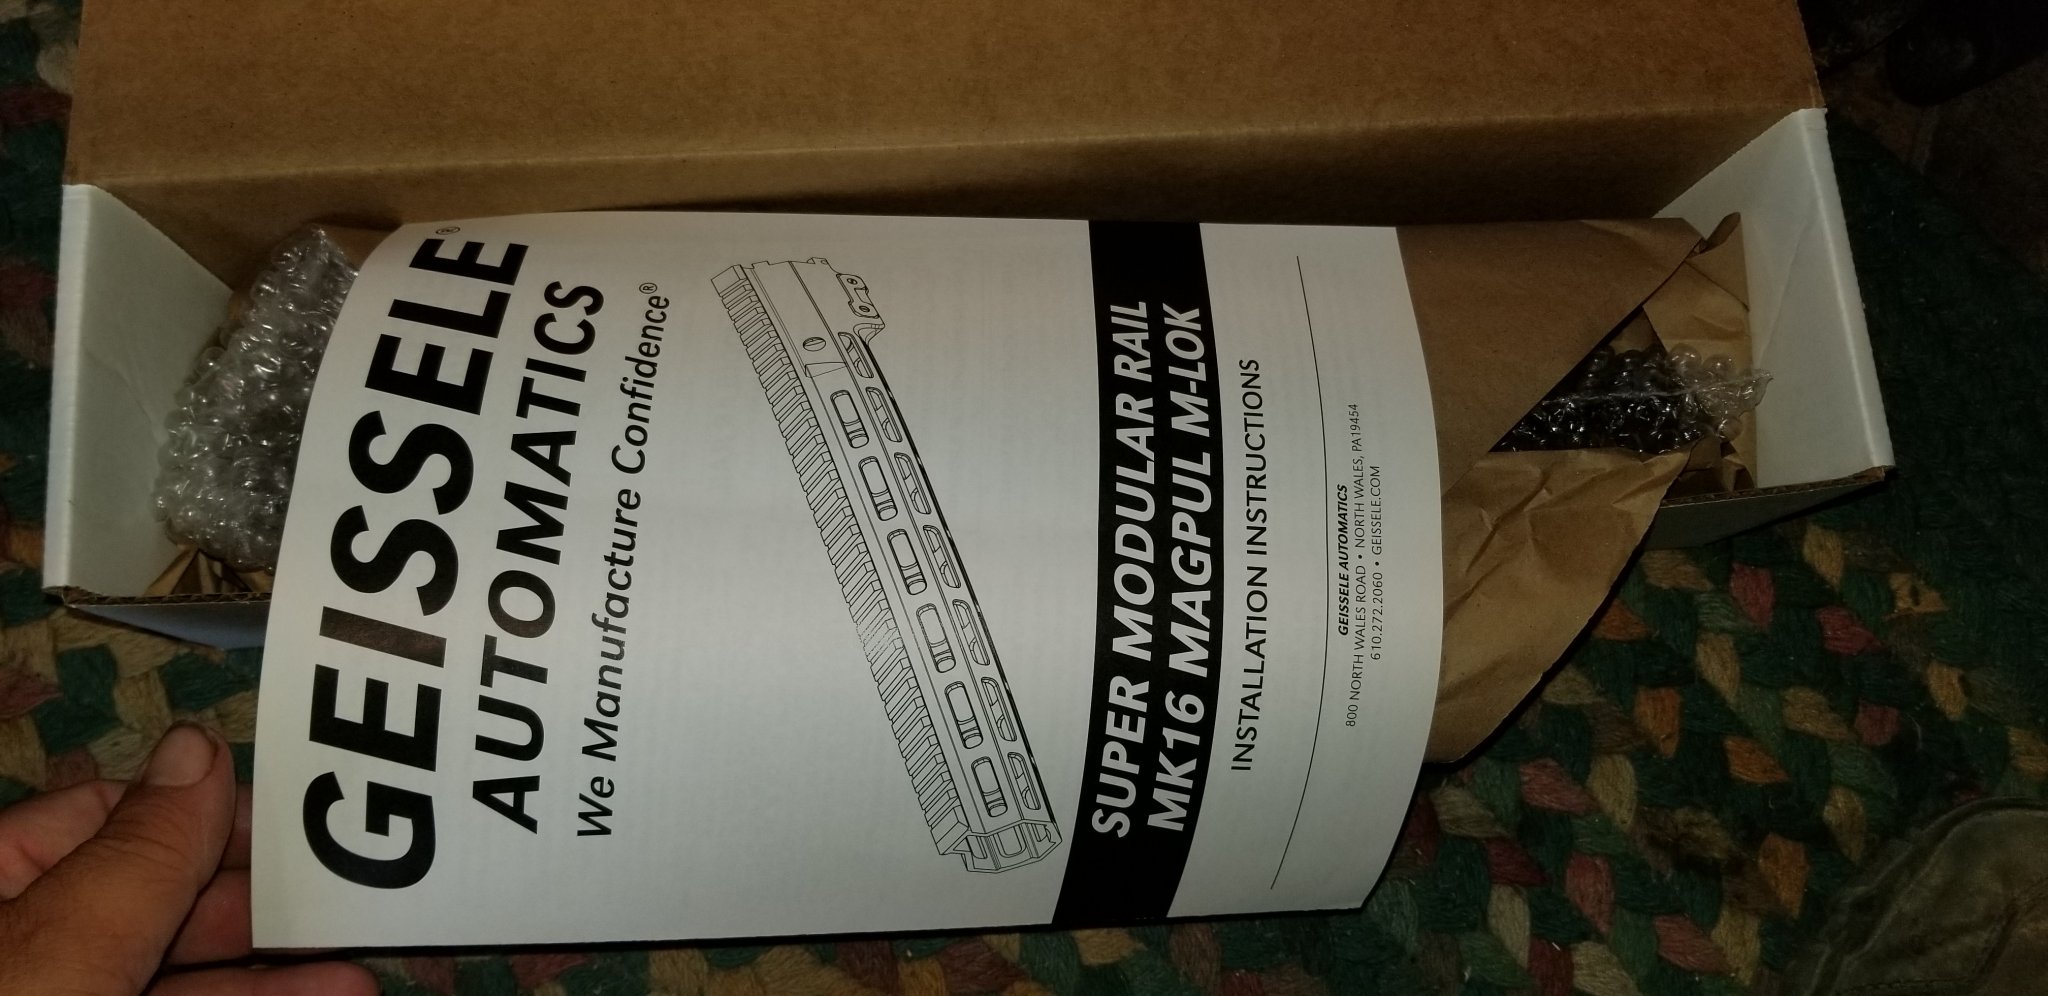 GEISSELE®
AUTOMATICS
We Manufacture Confidence®
SUPER MODULAR RAIL
MK16 MAGPUL M-LOK
INSTALLATION INSTRUCTIONS
GEISSELE AUTOMATICS
800 NORTH WALES ROAD • NORTH WALES, PA19454
610.272.2060 • GEISSELE.COM